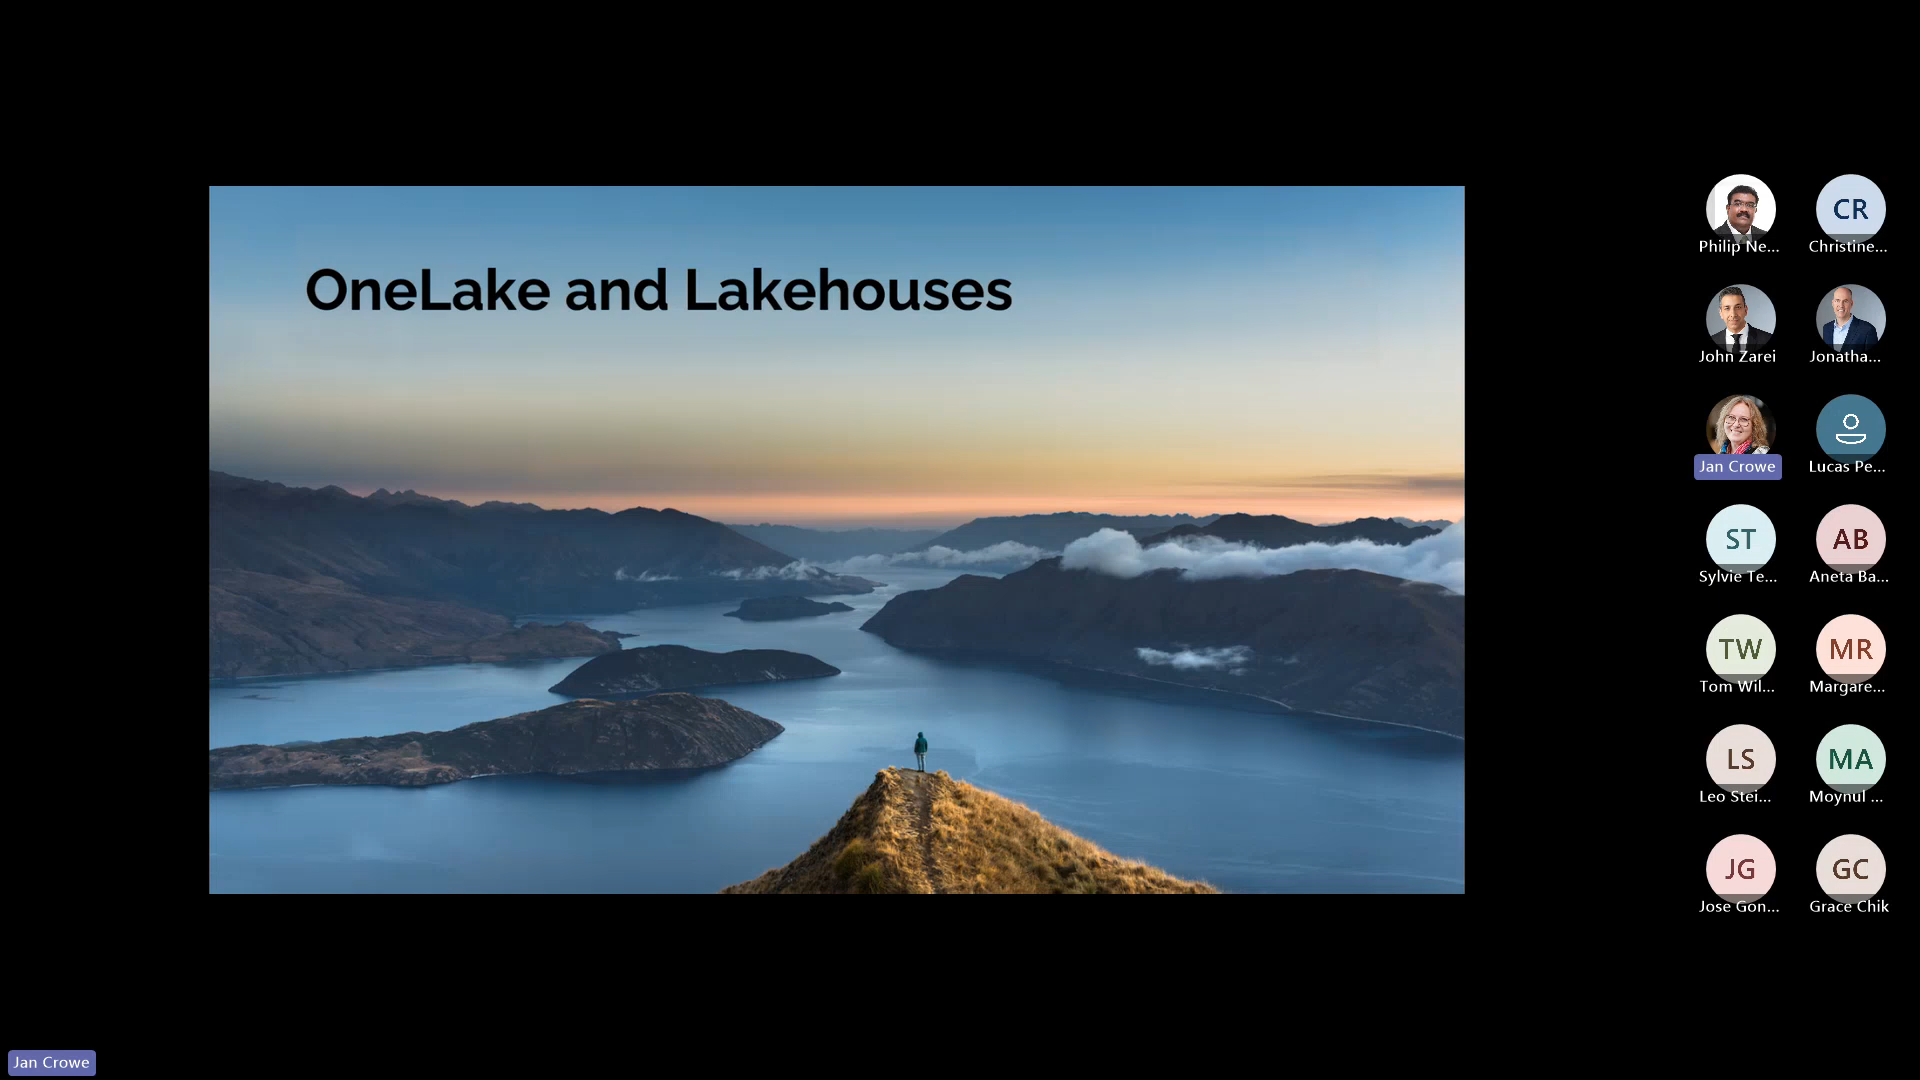 OneLake and Lakehouses
Philip Ne...
CR
Christine...
John Zarei
Jonatha...
Jan Crowe
Lucas Pe...
ST
Sylvie Te...
AB
Aneta Ba...
TW
Tom Wil...
MR
Margare...
LS
Leo Stei...
MA
Moynul ...
JG
Jose Gon...
GC
Grace Chik
Jan Crowe